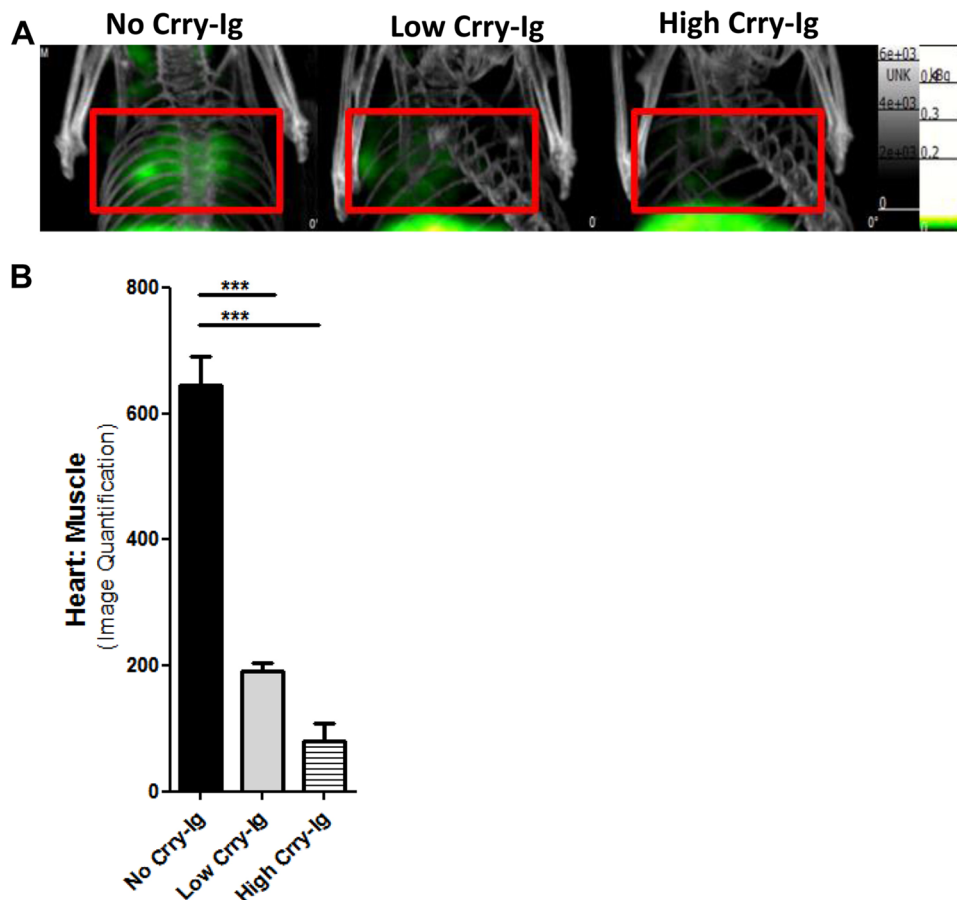 A
No Crry-Ig
Low Crry-Ig
High Crry-Ig
M
6e+03
UNK
4e+03
0.3
2e+03
0.2
0
0'
0
0°
B
800
600
400
200
0
***
***
Heart: Muscle
(Image Quantification)
No Crry-Ig
Low Crry-Ig
High Crry-Ig